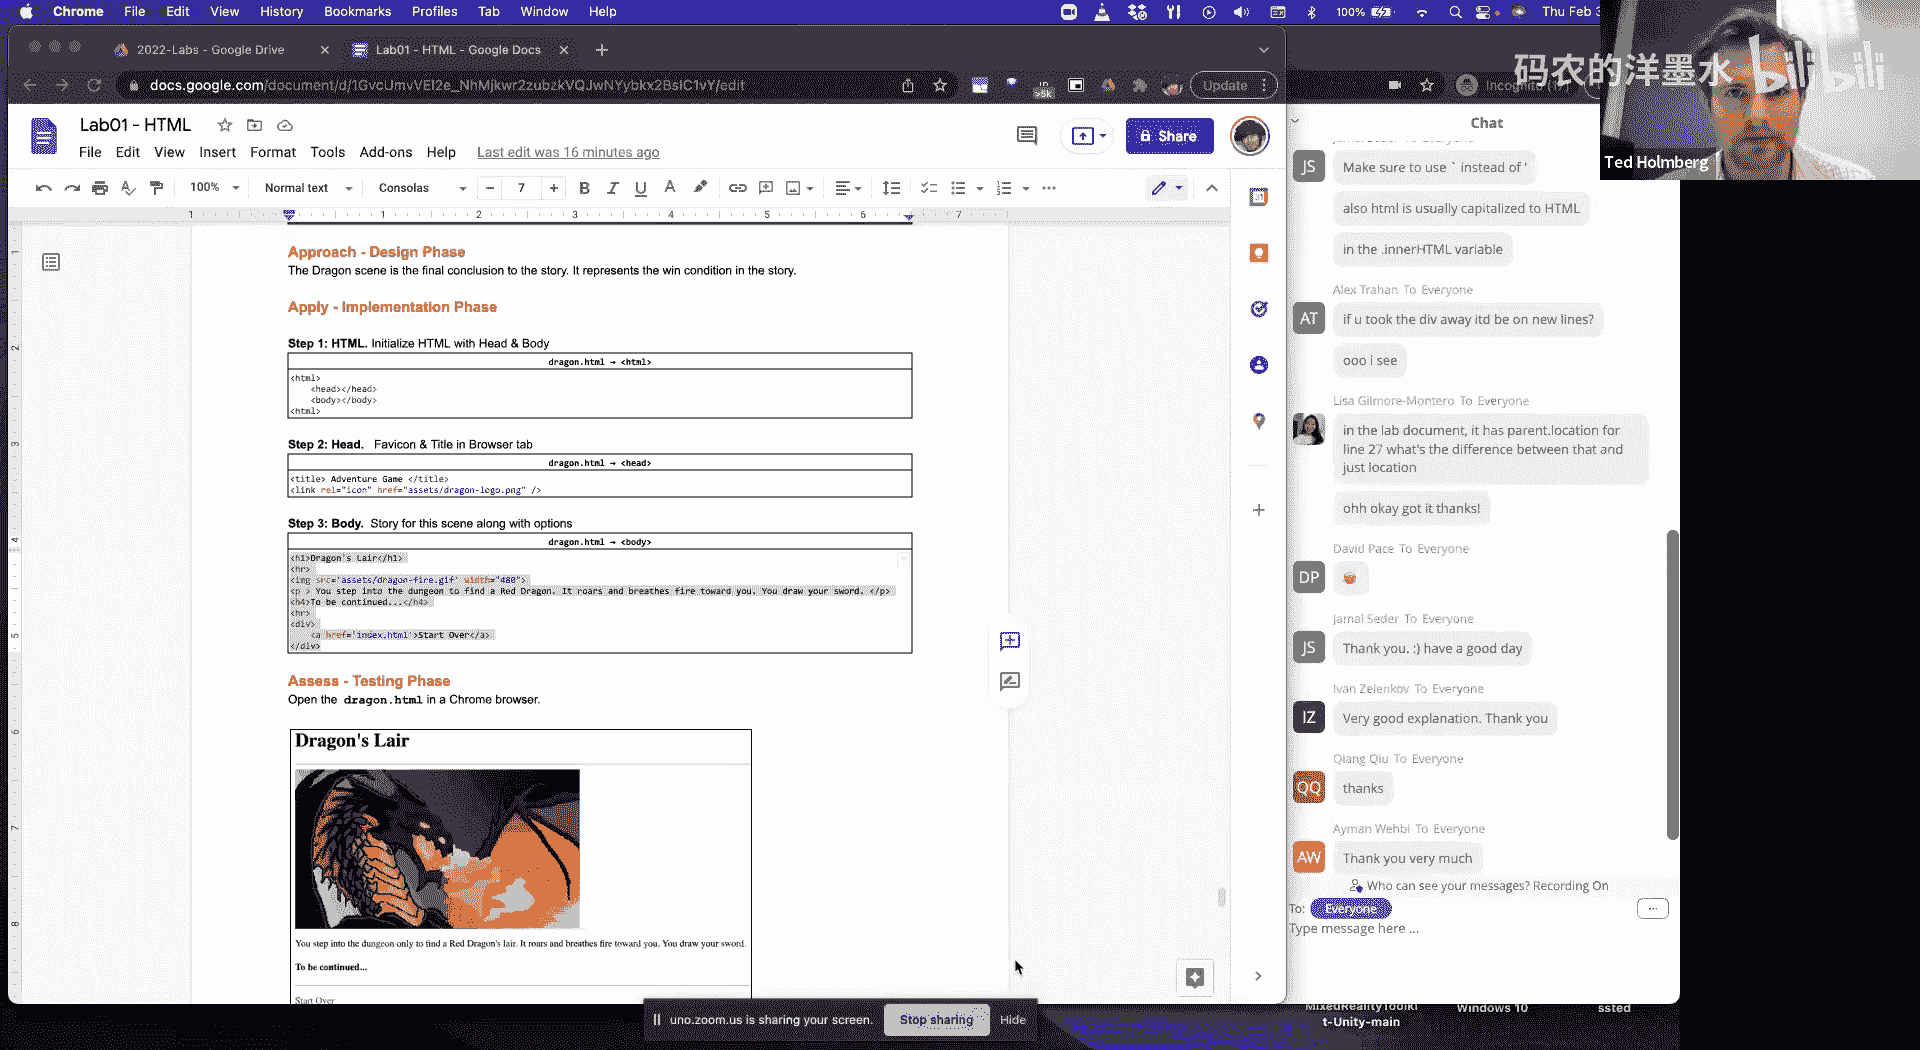 Chrome File Edit View History Bookmarks Profiles Tab Window Help
100%
Thu Feb 3
2022-Labs - Google Drive
Lab01 - HTML - Google Docs
docs.google.com/document/d/1GvcUmvVEl2e_NhMjkwr2zubzkVQJwNYybkx2BsIC1vY/edit
>5k
Update
码农的洋墨水 bilibili
Ted Holmberg
Lab01 - HTML
Share
File Edit View Insert Format Tools Add-ons Help Last edit was 16 minutes ago
100% Normal text Consolas 7
1 1 2 3 4 5 6 7
Approach - Design Phase
The Dragon scene is the final conclusion to the story. It represents the win condition in the story.
Apply - Implementation Phase
Step 1: HTML. Initialize HTML with Head & Body
dragon.html → <html>
<html>
<head></head>
<body></body>
<html>
Step 2: Head. Favicon & Title in Browser tab
dragon.html → <head>
<title> Adventure Game </title>
<link rel="icon" href="assets/dragon-logo.png" />
Step 3: Body. Story for this scene along with options
dragon.html → <body>
<h1>Dragon's Lair</h1>
<hr>
<img src='assets/dragon-fire.gif' width="480">
<p > You step into the dungeon to find a Red Dragon. It roars and breathes fire toward you. You draw your sword. </p>
<h4>To be continued...</h4>
<hr>
<div>
<a href='index.html'>Start Over</a>
</div>
Assess - Testing Phase
Open the dragon.html in a Chrome browser.
Dragon's Lair
You step into the dungeon only to find a Red Dragon's lair. It roars and breathes fire toward you. You draw your sword.
To be continued...
Start Over
uno.zoom.us is sharing your screen. Stop sharing Hide
Chat
JS
Make sure to use ` instead of '
also html is usually capitalized to HTML
in the .innerHTML variable
Alex Trahan To Everyone
AT
if u took the div away itd be on new lines?
ooo i see
Lisa Gilmore-Montero To Everyone
in the lab document, it has parent.location for
line 27 what's the difference between that and
just location
ohh okay got it thanks!
David Pace To Everyone
DP
Jamal Seder To Everyone
JS
Thank you. :) have a good day
Ivan Zelenkov To Everyone
IZ
Very good explanation. Thank you
Qiang Qiu To Everyone
QQ
thanks
Ayman Wehbi To Everyone
AW
Thank you very much
Who can see your messages? Recording On
To: Everyone
Type message here ...
MixedRealityToolki
t-Unity-main
Windows 10
ssted